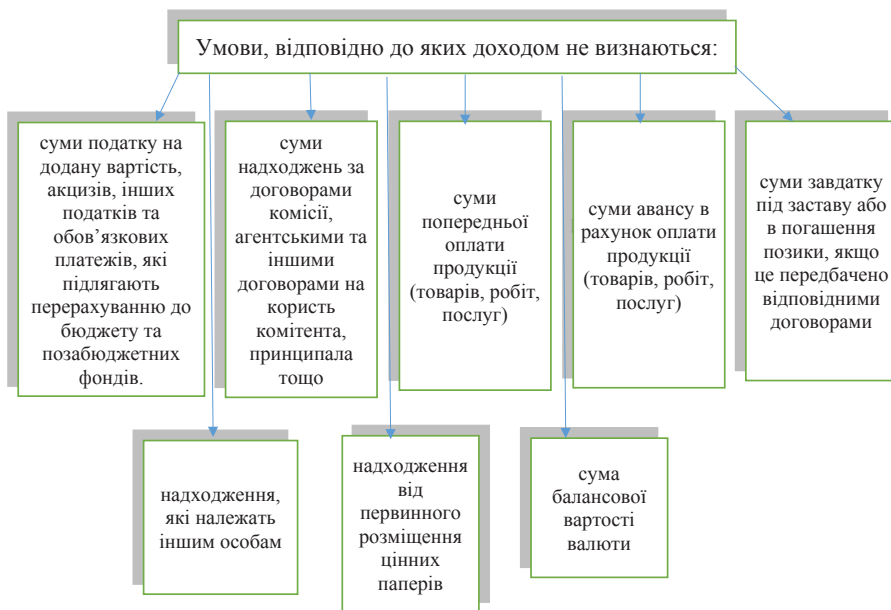 Умови, відповідно до яких доходом не визнаються:
суми податку на
додану вартість,
акцизів, інших
податків та
обов’язкових
платежів, які
підлягають
перерахуванню до
бюджету та
позабюджетних
фондів.
суми
надходжень за
договорами
комісії,
агентськими та
іншими
договорами на
користь
комітента,
принципала
тощо
суми
попередньої
оплати
продукції
(товарів, робіт,
послуг)
суми авансу в
рахунок оплати
продукції
(товарів, робіт,
послуг)
суми завдатку
під заставу або
в погашення
позики, якщо
це передбачено
відповідними
договорами
надходження,
які належать
іншим особам
надходження
від
первинного
розміщення
цінних
паперів
сума
балансової
вартості
валюти